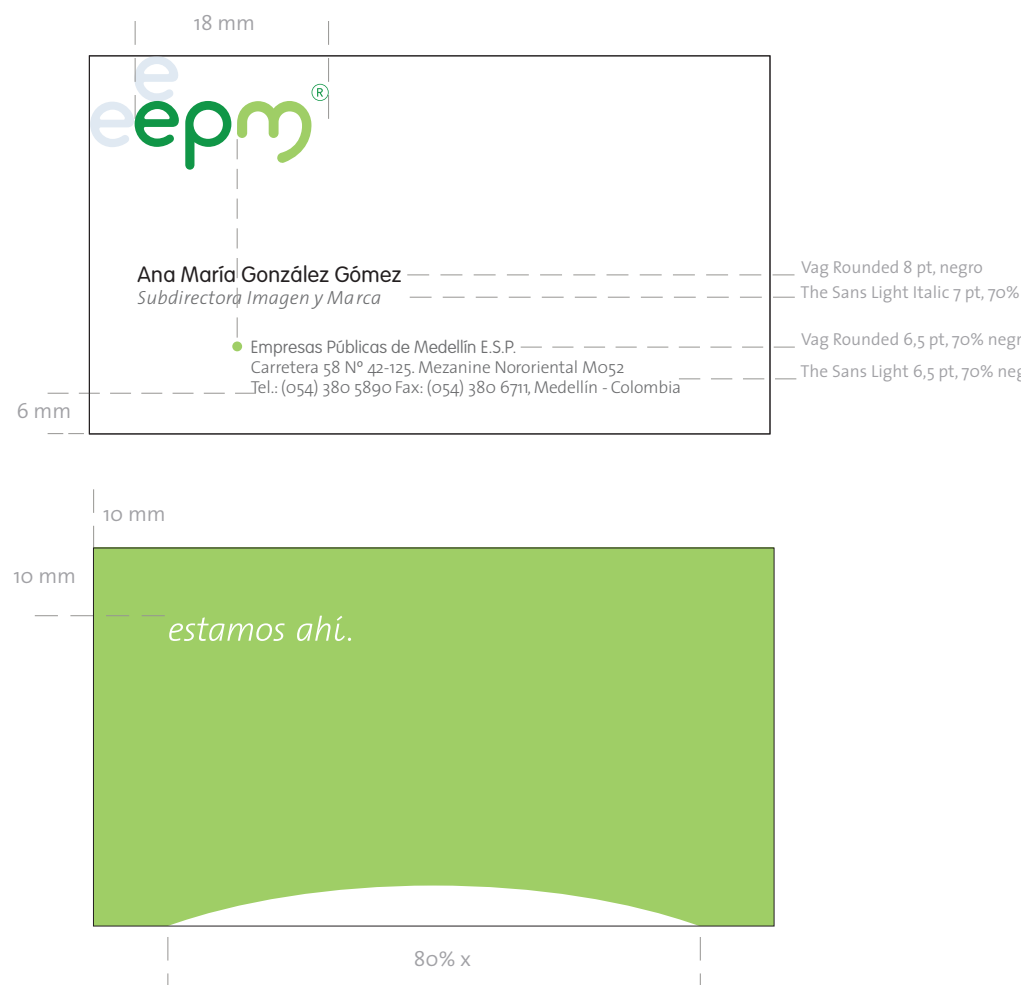 18 mm
e
e epm®
Ana María González Gómez
Vag Rounded 8 pt, negro
Subdirectora Imagen y Marca
The Sans Light Italic 7 pt, 70%
Empresas Públicas de Medellín E.S.P.
Vag Rounded 6,5 pt, 70% negr
Carretera 58 Nº 42-125. Mezanine Nororiental M052
The Sans Light 6,5 pt, 70% neg
Tel.: (054) 380 5890 Fax: (054) 380 6711, Medellín - Colombia
6 mm
10 mm
10 mm
estamos ahí.
80% x